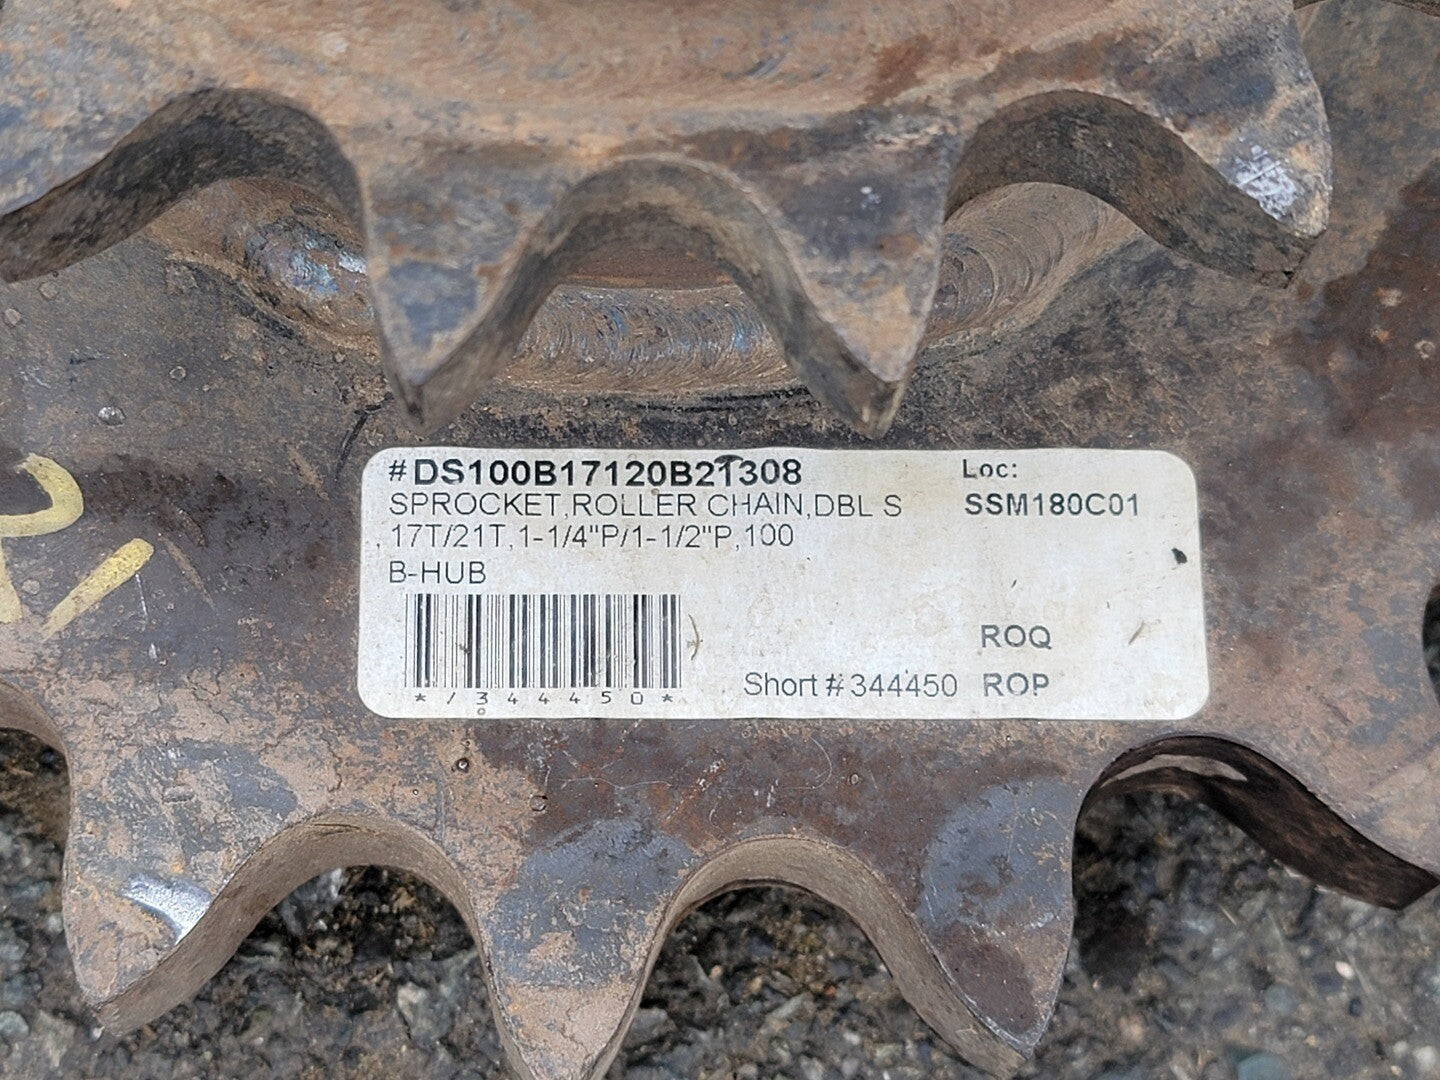 #DS100B17120B21308
Loc:
SPROCKET,ROLLER CHAIN,DBL S
SSM180C01
17T/21T,1-1/4"P/1-1/2"P,100
B-HUB
ROQ
Short # 344450 ROP
*/344450*